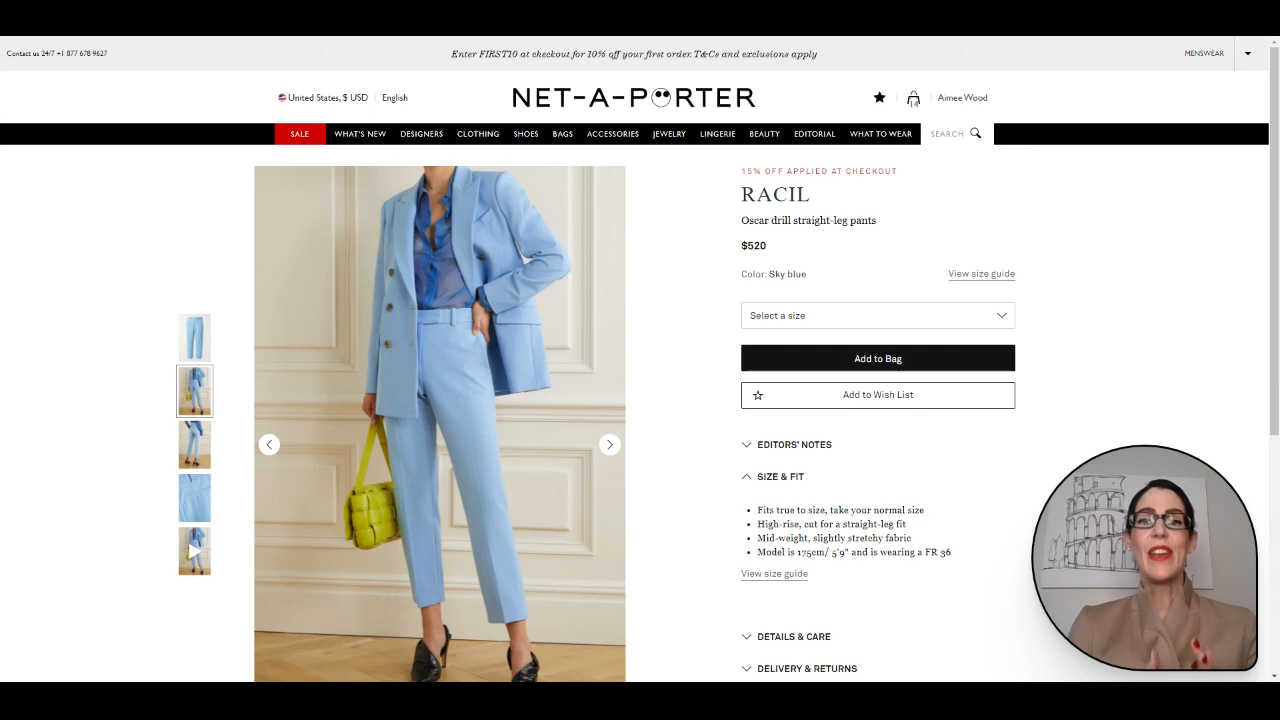 Contact us 24/7 +1 877 678 9627
Enter FIRST10 at checkout for 10% off your first order. T&Cs and exclusions apply
MENSWEAR
United States, $ USD
English
NET-A-PORTER
14
Aimee Wood
SALE
WHAT'S NEW
DESIGNERS
CLOTHING
SHOES
BAGS
ACCESSORIES
JEWELRY
LINGERIE
BEAUTY
EDITORIAL
WHAT TO WEAR
SEARCH
15% OFF APPLIED AT CHECKOUT
RACIL
Oscar drill straight-leg pants
$520
Color: Sky blue
View size guide
Select a size
Add to Bag
Add to Wish List
EDITORS' NOTES
SIZE & FIT
• Fits true to size, take your normal size
• High-rise, cut for a straight-leg fit
• Mid-weight, slightly stretchy fabric
• Model is 175cm/ 5'9" and is wearing a FR 36
View size guide
DETAILS & CARE
DELIVERY & RETURNS